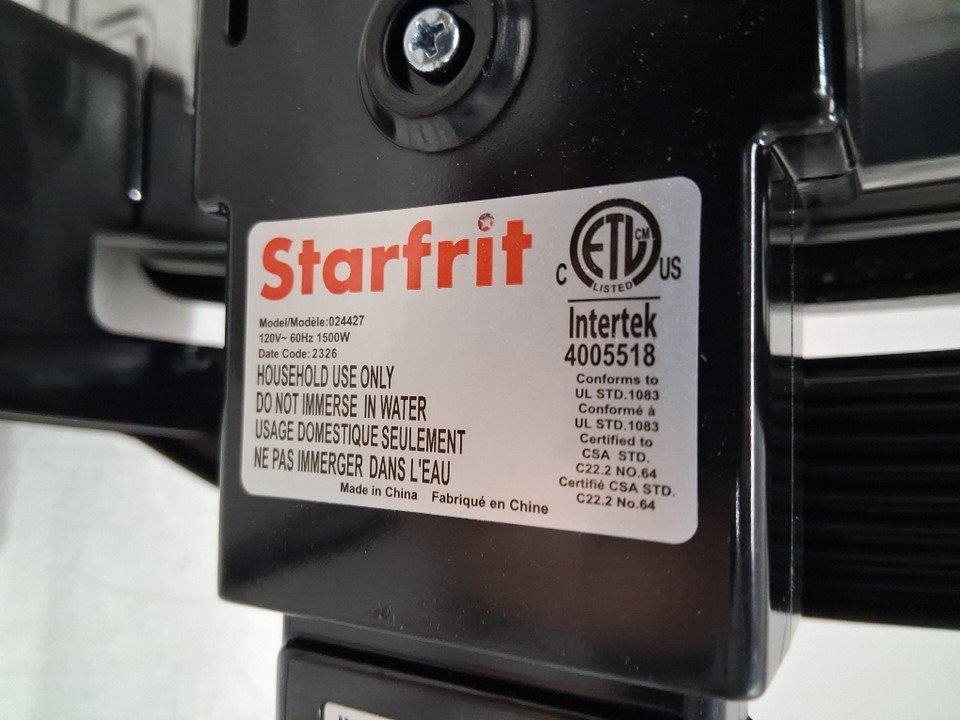 Starfrit
Model/Modèle:024427
120V~ 60Hz 1500W
Date Code: 2326
HOUSEHOLD USE ONLY
DO NOT IMMERSE IN WATER
USAGE DOMESTIQUE SEULEMENT
NE PAS IMMERGER DANS L'EAU
Made in China Fabriqué en Chine
ETL CM
C US
LISTED
Intertek
4005518
Conforms to
UL STD.1083
Conformé à
UL STD.1083
Certified to
CSA STD.
C22.2 NO.64
Certifié CSA STD.
C22.2 No.64